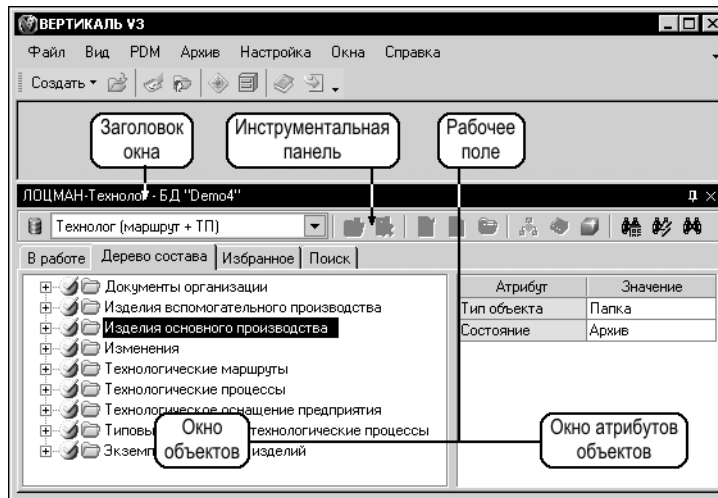 ВЕРТИКАЛЬ V3
Файл Вид PDM Архив Настройка Окна Справка
Создать
Заголовок окна
Инструментальная панель
Рабочее поле
ЛОЦМАН-Технолог - БД "Demo4"
Технолог (маршрут + ТП)
В работе Дерево состава Избранное Поиск
Документы организации
Изделия вспомогательного производства
Изделия основного производства
Изменения
Технологические маршруты
Технологические процессы
Технологическое оснащение предприятия
Типовы технологические процессы
Экземп изделий
Атрибут Значение
Тип объекта Папка
Состояние Архив
Окно объектов
Окно атрибутов объектов